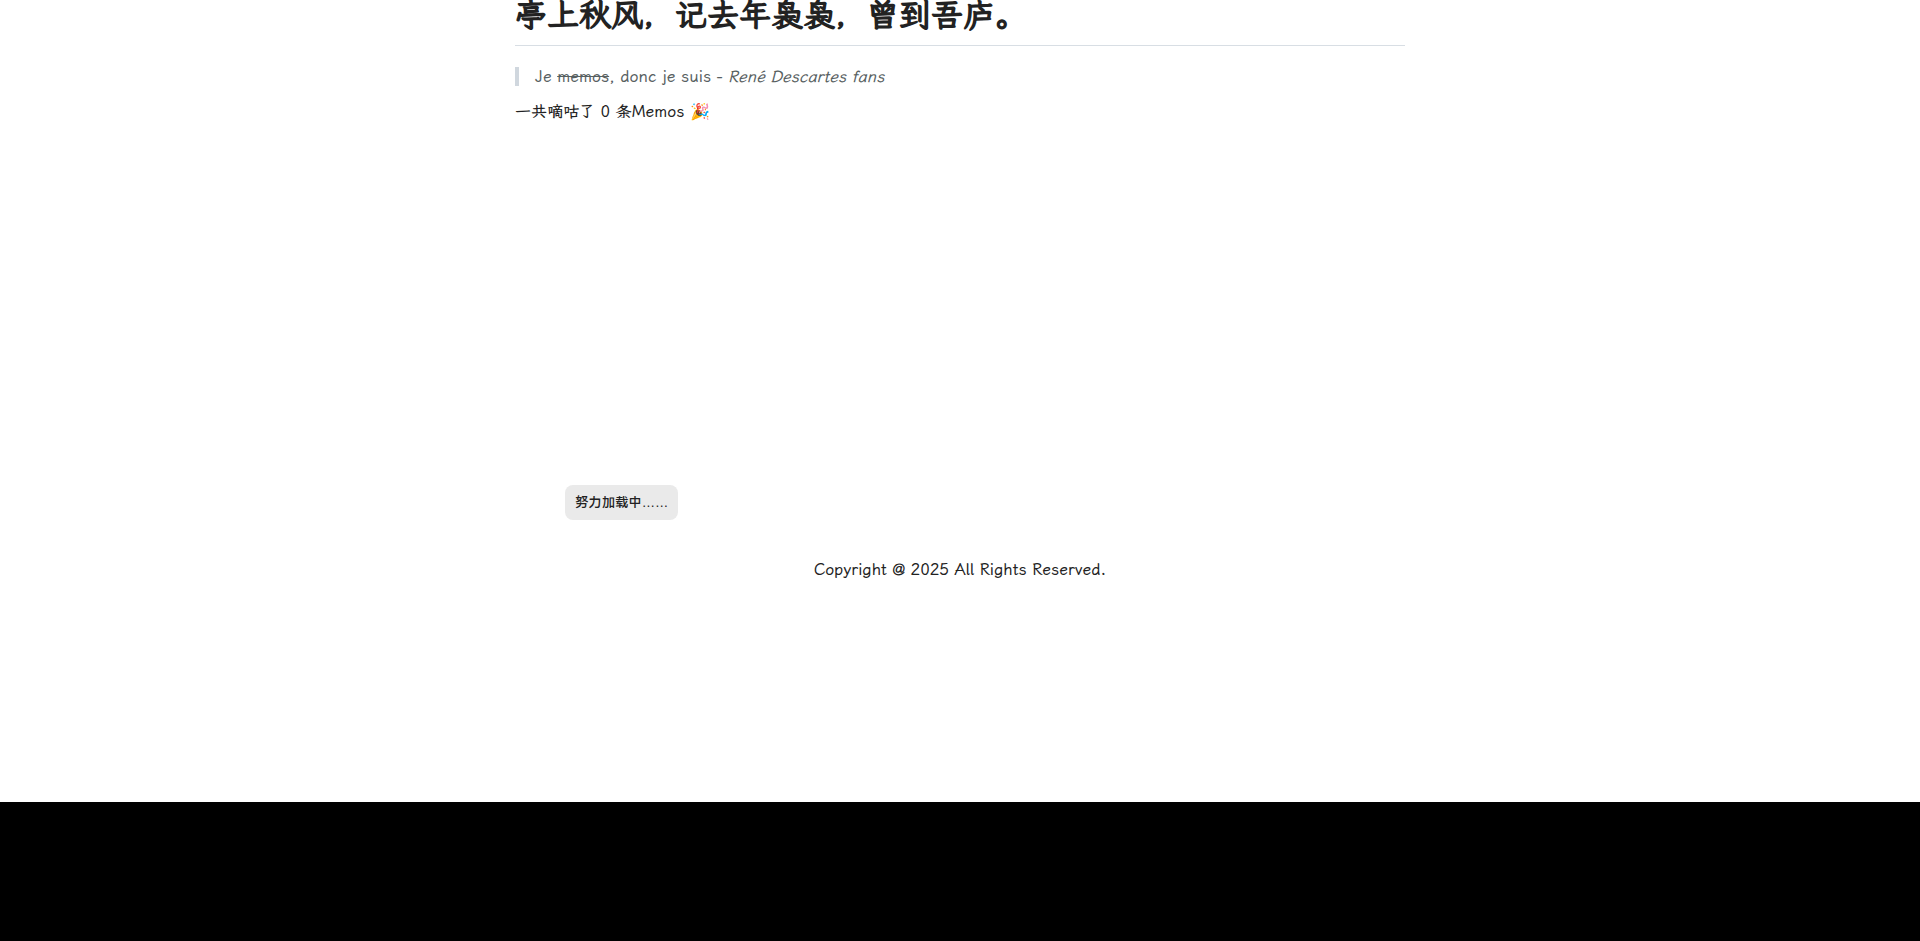 亭上秋风，记去年袅袅，曾到吾庐。
Je memos, donc je suis - René Descartes fans
一共嘀咕了 0 条Memos 🎉
努力加载中……
Copyright @ 2025 All Rights Reserved.